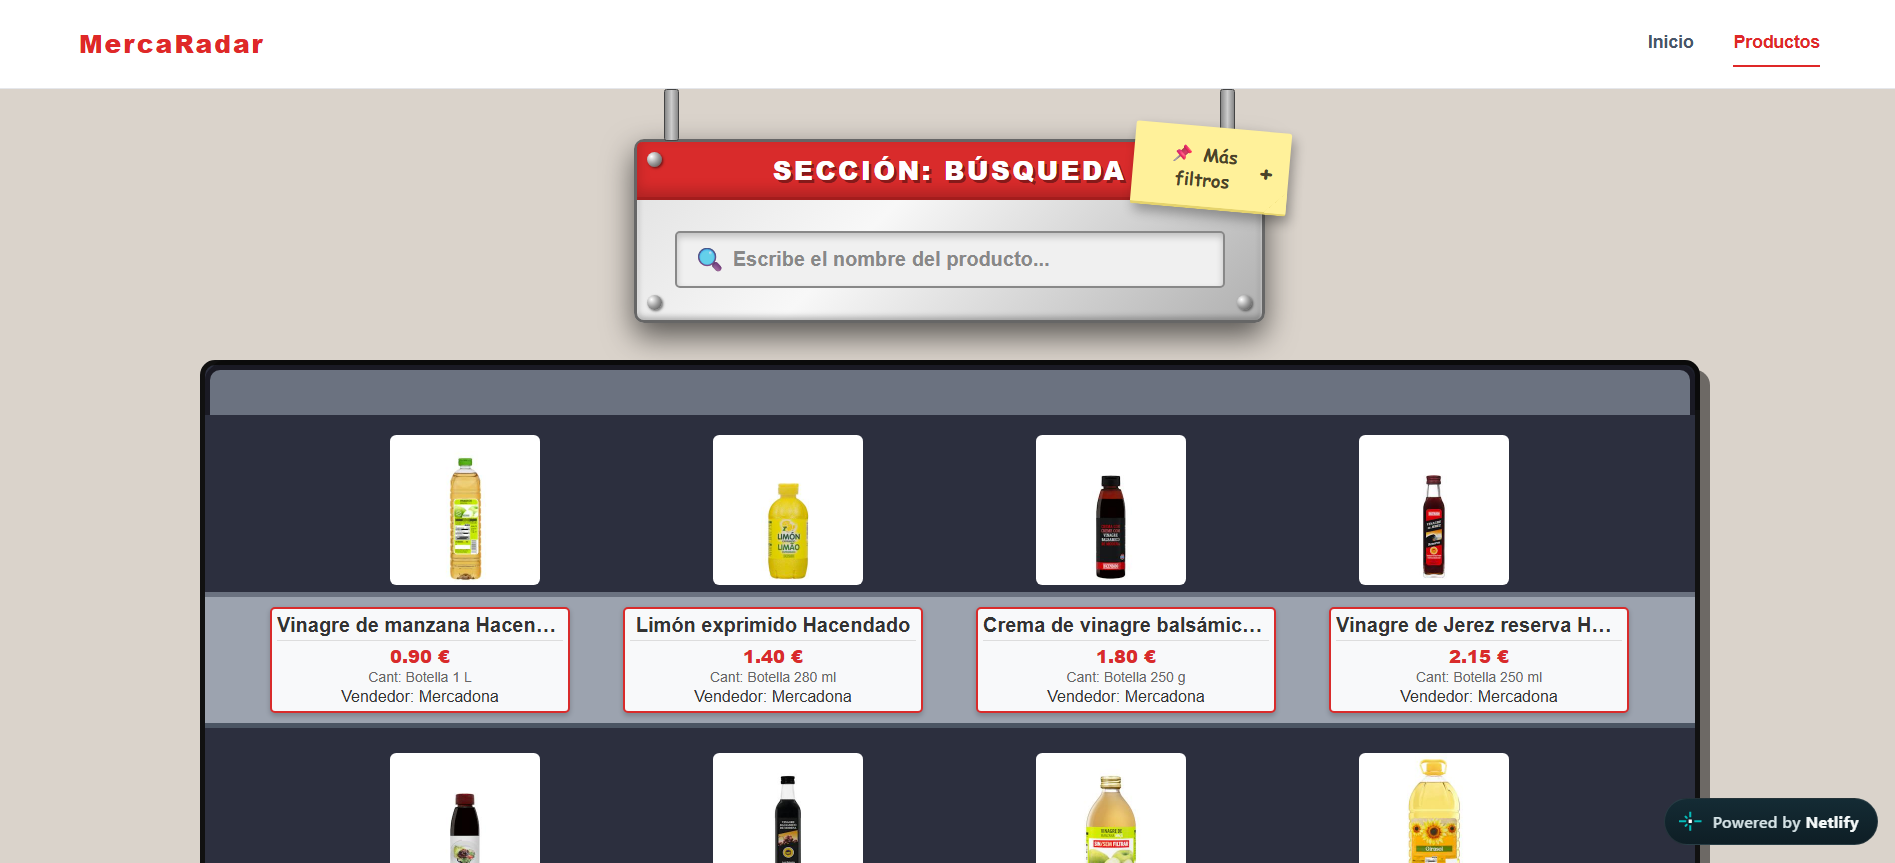 MercaRadar
Inicio
Productos
SECCIÓN: BÚSQUEDA
📌 Más
filtros
+
Escribe el nombre del producto...
LIMÓN
LIMÃO
Vinagre de manzana Hacen...
0.90 €
Cant: Botella 1 L
Vendedor: Mercadona
Limón exprimido Hacendado
1.40 €
Cant: Botella 280 ml
Vendedor: Mercadona
Crema de vinagre balsámic...
1.80 €
Cant: Botella 250 g
Vendedor: Mercadona
Vinagre de Jerez reserva H...
2.15 €
Cant: Botella 250 ml
Vendedor: Mercadona
Powered by Netlify